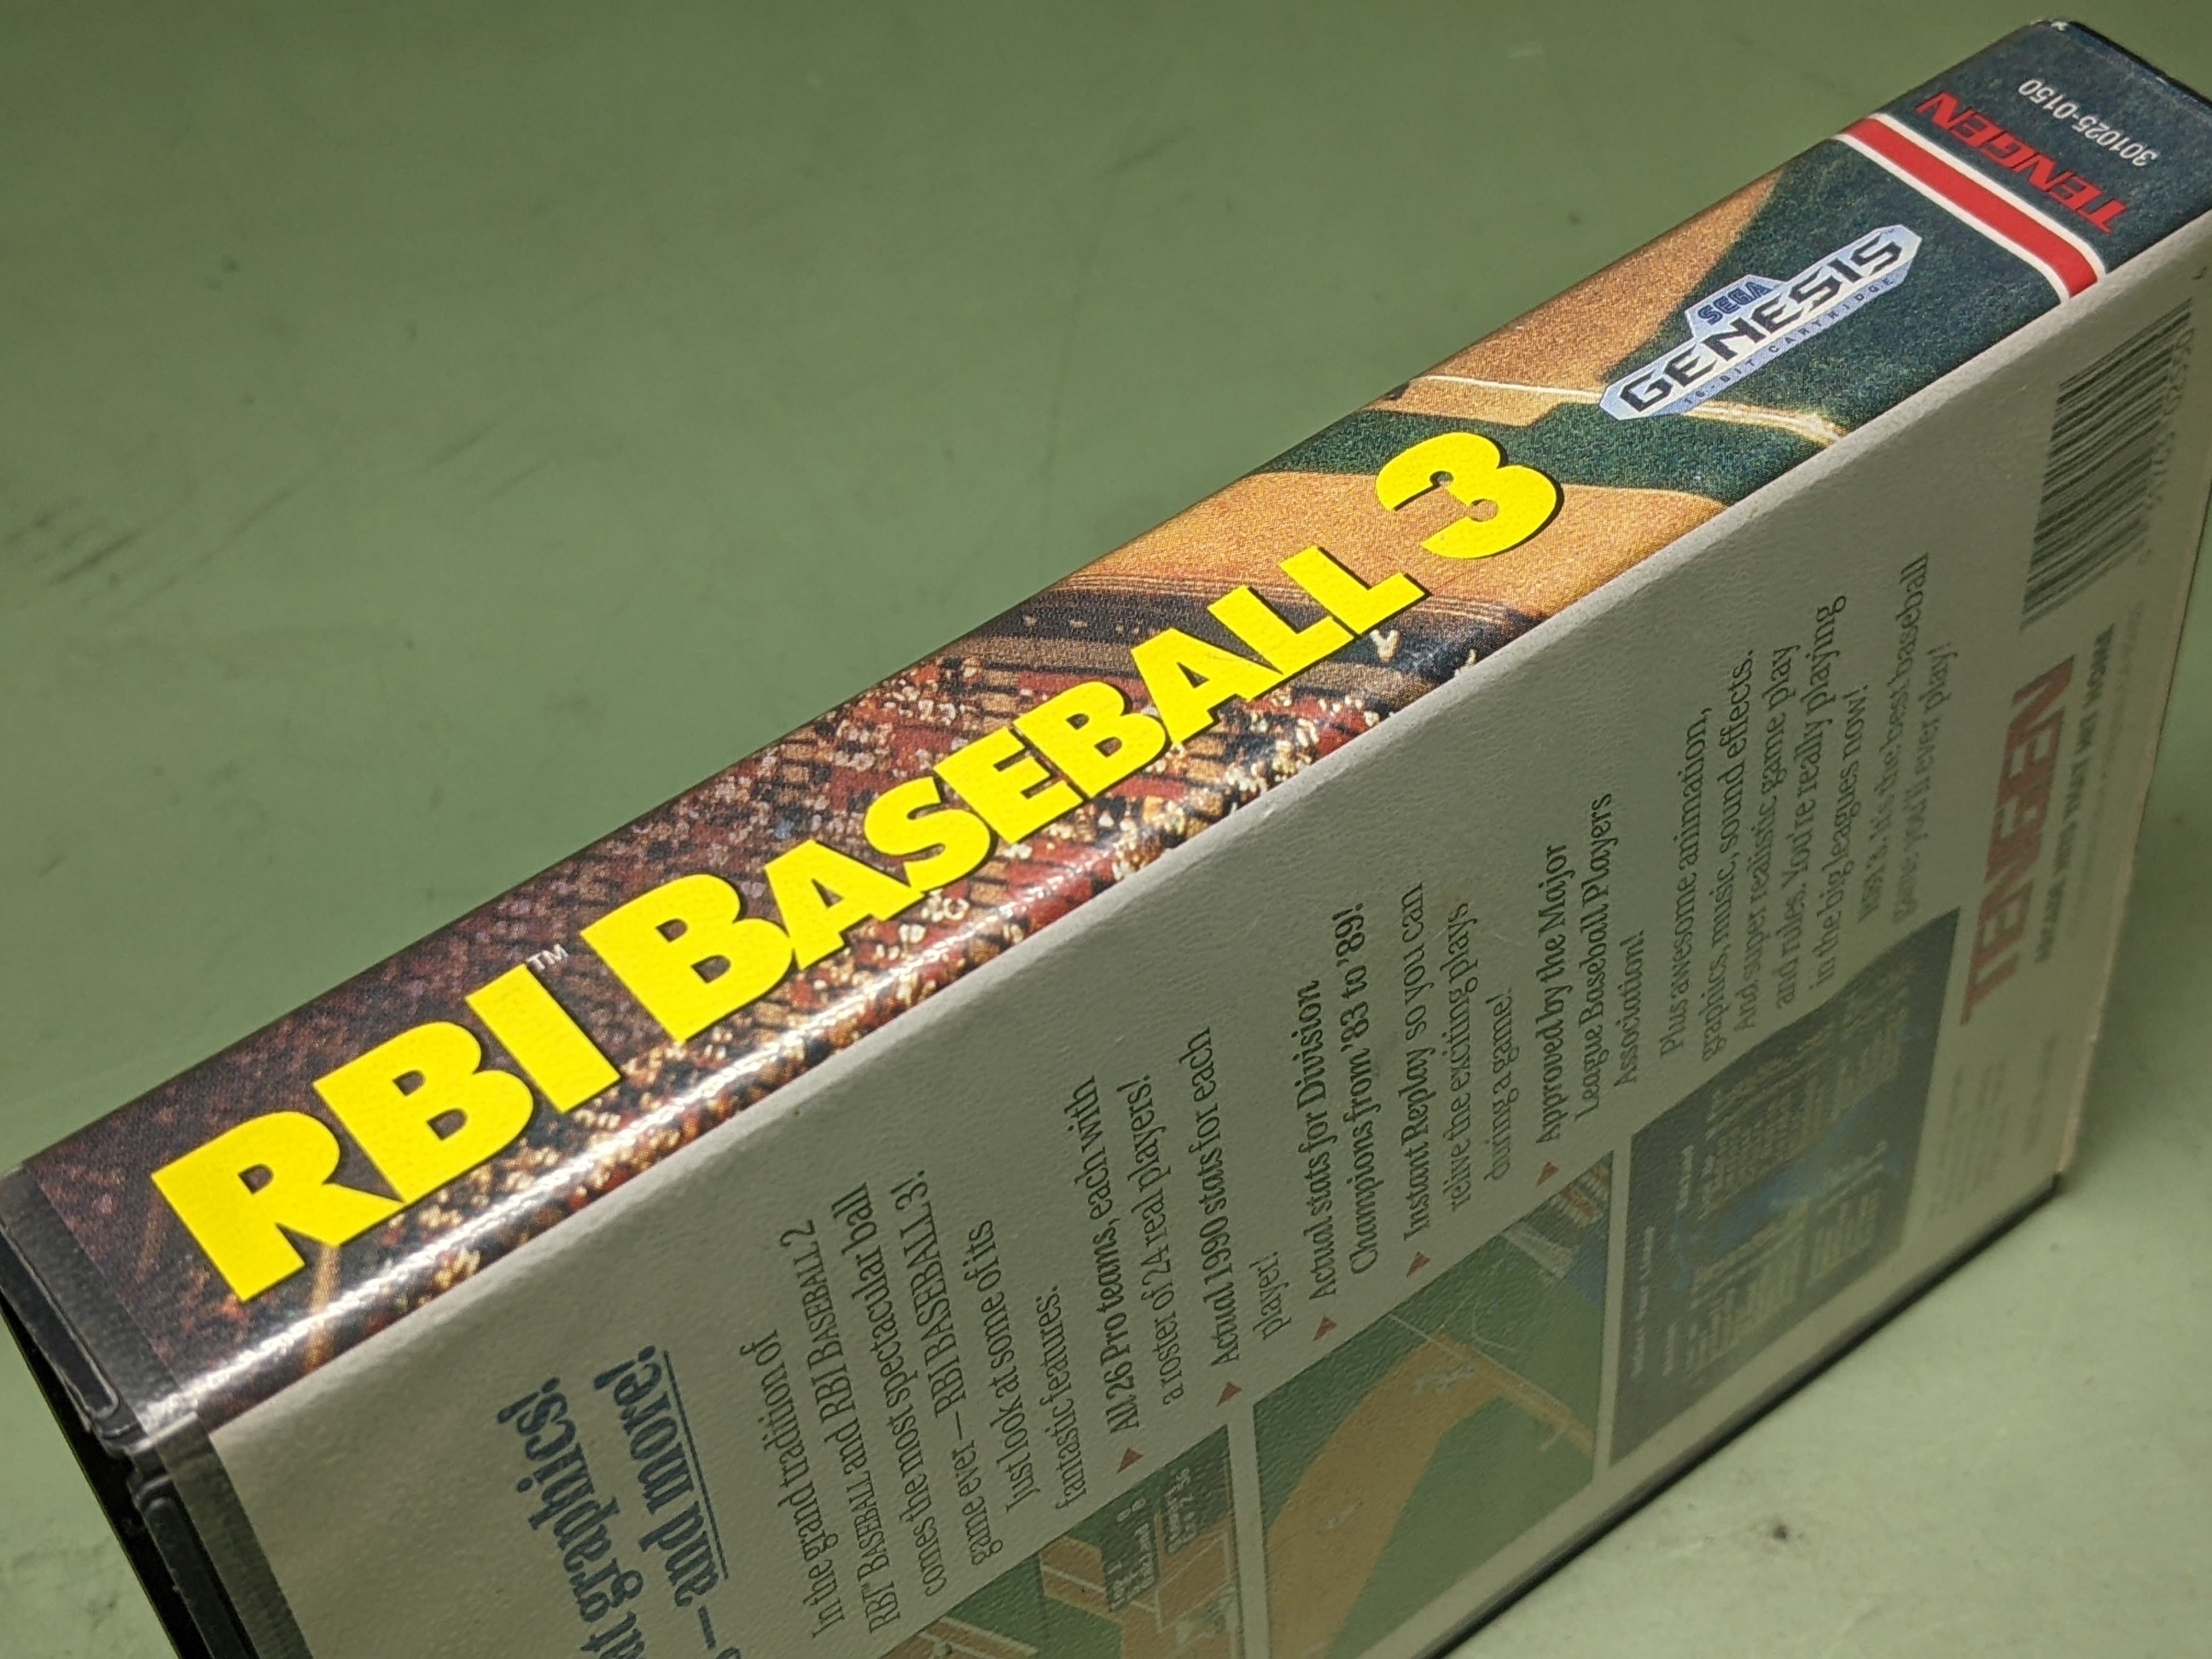 RBI™ BASEBALL 3
SEGA
GENESIS
16-BIT CARTRIDGE
TENGEN
301025-0150
graphics!
— and more!
In the grand tradition of
RBI™ BASEBALL and RBI BASEBALL 2
comes the most spectacular ball
game ever — RBI BASEBALL 3!
Just look at some of its
fantastic features:
All 26 Pro teams, each with
a roster of 24 real players!
Actual 1990 stats for each
player!
Actual stats for Division
Champions from '83 to '89!
Instant Replay so you can
relive the exciting plays
during a game!
Approved by the Major
League Baseball Players
Association!
Plus awesome animation,
graphics, music, sound effects.
And super realistic game play
and rules. You're really playing
in the big leagues now!
RBI 3. It's the best baseball
game you'll ever play!
TENGEN
ARCADE HITS THAT HIT HOME